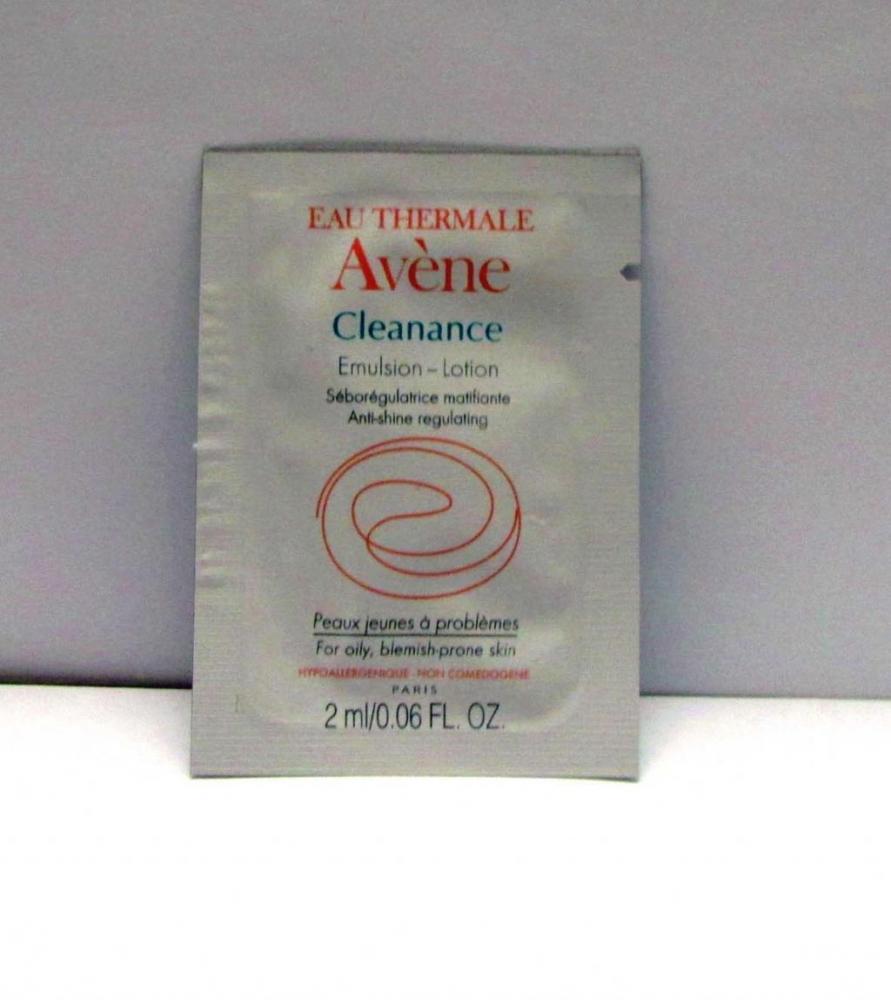 EAU THERMALE
Avène
Cleanance
Emulsion – Lotion
Séborégulatrice matifiante
Anti-shine regulating
Peaux jeunes à problèmes
For oily, blemish-prone skin
HYPOALLERGENIQUE - NON COMEDOGENE
PARIS
2 ml/0.06 FL. OZ.